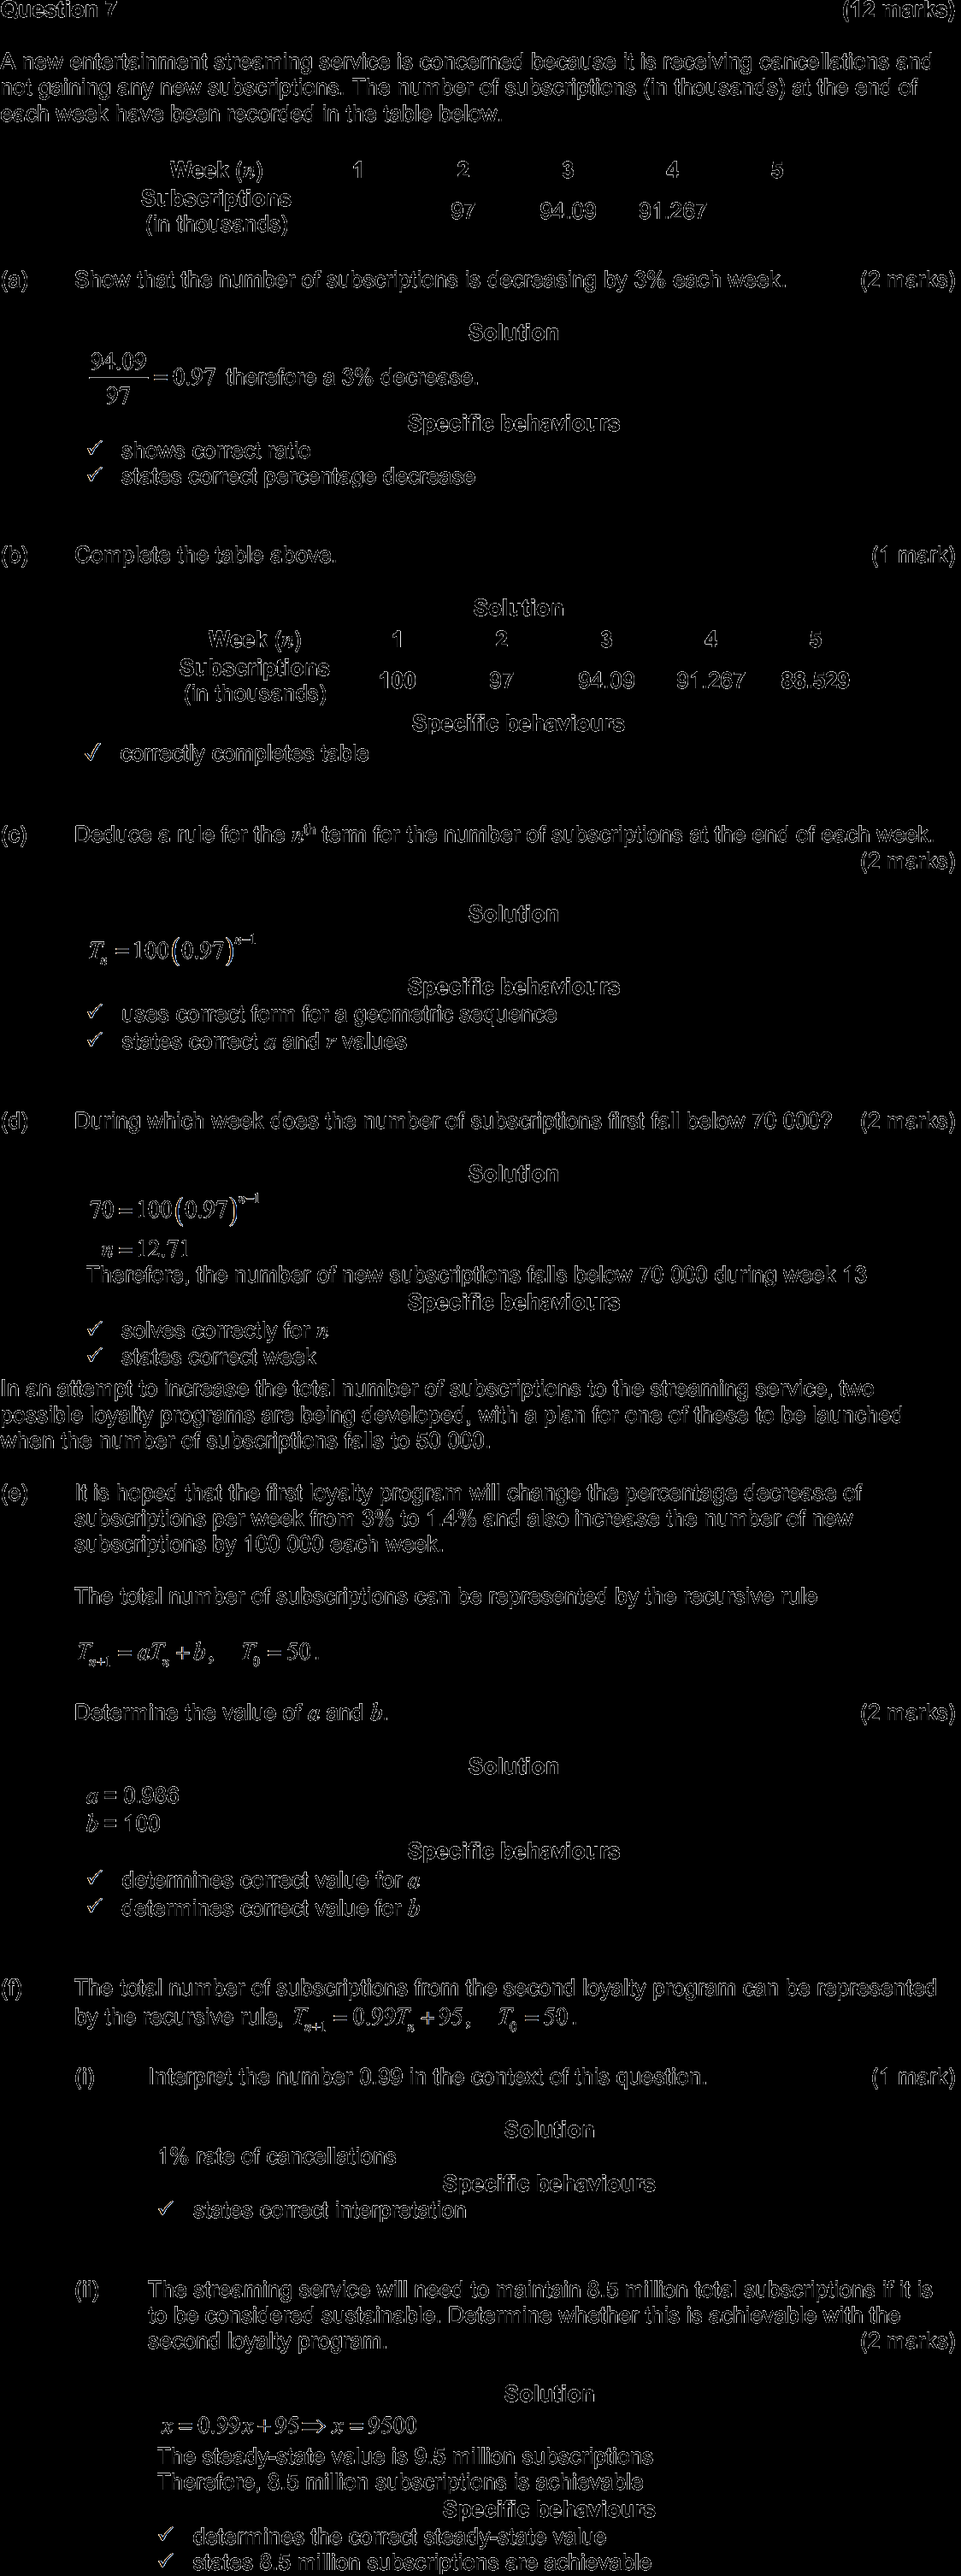 Question 7 (12 marks)
A new entertainment streaming service is concerned because it is receiving cancellations and
not gaining any new subscriptions. The number of subscriptions (in thousands) at the end of
each week have been recorded in the table below.
Week (n) 1 2 3 4 5
Subscriptions
(in thousands) 97 94.09 91.267
(a) Show that the number of subscriptions is decreasing by 3% each week. (2 marks)
Solution
94.09/97 = 0.97 therefore a 3% decrease.
Specific behaviours
✓ shows correct ratio
✓ states correct percentage decrease
(b) Complete the table above. (1 mark)
Solution
Week (n) 1 2 3 4 5
Subscriptions
(in thousands) 100 97 94.09 91.267 88.529
Specific behaviours
✓ correctly completes table
(c) Deduce a rule for the nth term for the number of subscriptions at the end of each week.
(2 marks)
Solution
Tₙ = 100(0.97)ⁿ⁻¹
Specific behaviours
✓ uses correct form for a geometric sequence
✓ states correct a and r values
(d) During which week does the number of subscriptions first fall below 70 000? (2 marks)
Solution
70 = 100(0.97)ⁿ⁻¹
n = 12.71
Therefore, the number of new subscriptions falls below 70 000 during week 13
Specific behaviours
✓ solves correctly for n
✓ states correct week
In an attempt to increase the total number of subscriptions to the streaming service, two
possible loyalty programs are being developed, with a plan for one of these to be launched
when the number of subscriptions falls to 50 000.
(e) It is hoped that the first loyalty program will change the percentage decrease of
subscriptions per week from 3% to 1.4% and also increase the number of new
subscriptions by 100 000 each week.
The total number of subscriptions can be represented by the recursive rule
Tₙ₊₁ = aTₙ + b, T₀ = 50.
Determine the value of a and b. (2 marks)
Solution
a = 0.986
b = 100
Specific behaviours
✓ determines correct value for a
✓ determines correct value for b
(f) The total number of subscriptions from the second loyalty program can be represented
by the recursive rule, Tₙ₊₁ = 0.99Tₙ + 95, T₀ = 50.
(i) Interpret the number 0.99 in the context of this question. (1 mark)
Solution
1% rate of cancellations
Specific behaviours
✓ states correct interpretation
(ii) The streaming service will need to maintain 8.5 million total subscriptions if it is
to be considered sustainable. Determine whether this is achievable with the
second loyalty program. (2 marks)
Solution
x = 0.99x + 95 ⇒ x = 9500
The steady-state value is 9.5 million subscriptions
Therefore, 8.5 million subscriptions is achievable
Specific behaviours
✓ determines the correct steady-state value
✓ states 8.5 million subscriptions are achievable